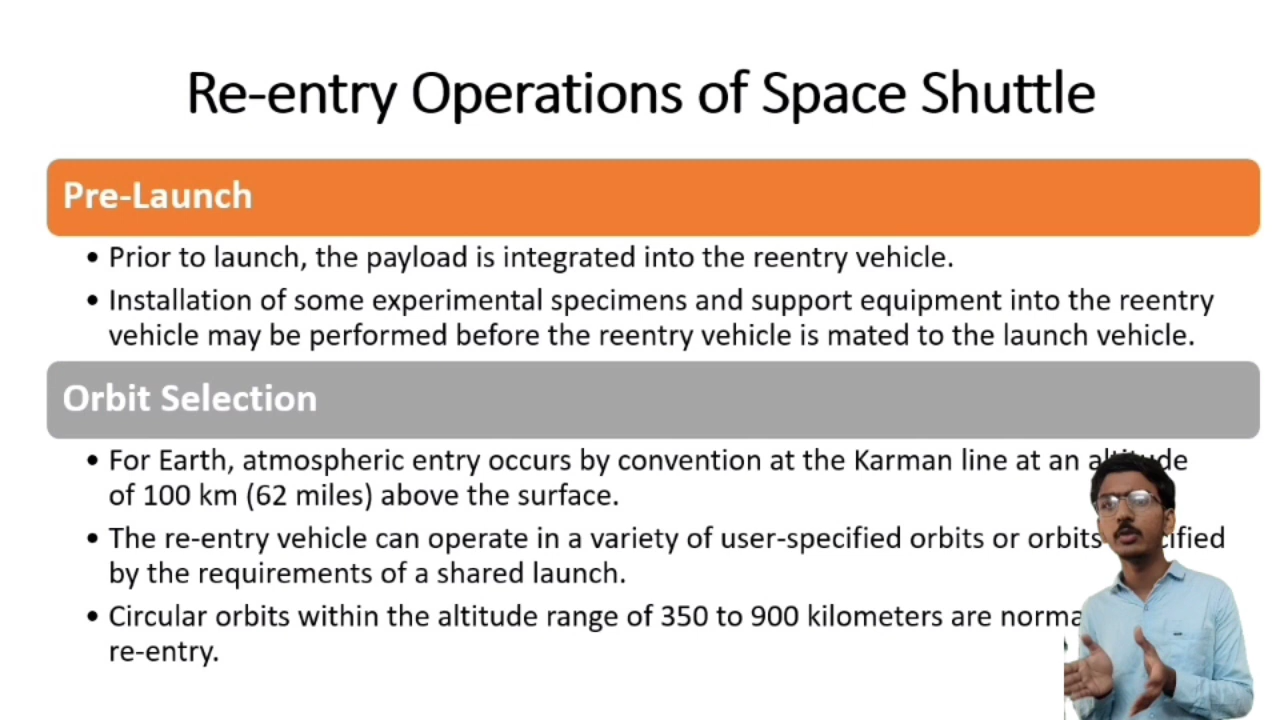 Re-entry Operations of Space Shuttle
Pre-Launch
• Prior to launch, the payload is integrated into the reentry vehicle.
• Installation of some experimental specimens and support equipment into the reentry
vehicle may be performed before the reentry vehicle is mated to the launch vehicle.
Orbit Selection
• For Earth, atmospheric entry occurs by convention at the Karman line at an altitude
of 100 km (62 miles) above the surface.
• The re-entry vehicle can operate in a variety of user-specified orbits or orbits
by the requirements of a shared launch.
• Circular orbits within the altitude range of 350 to 900 kilometers are
re-entry.